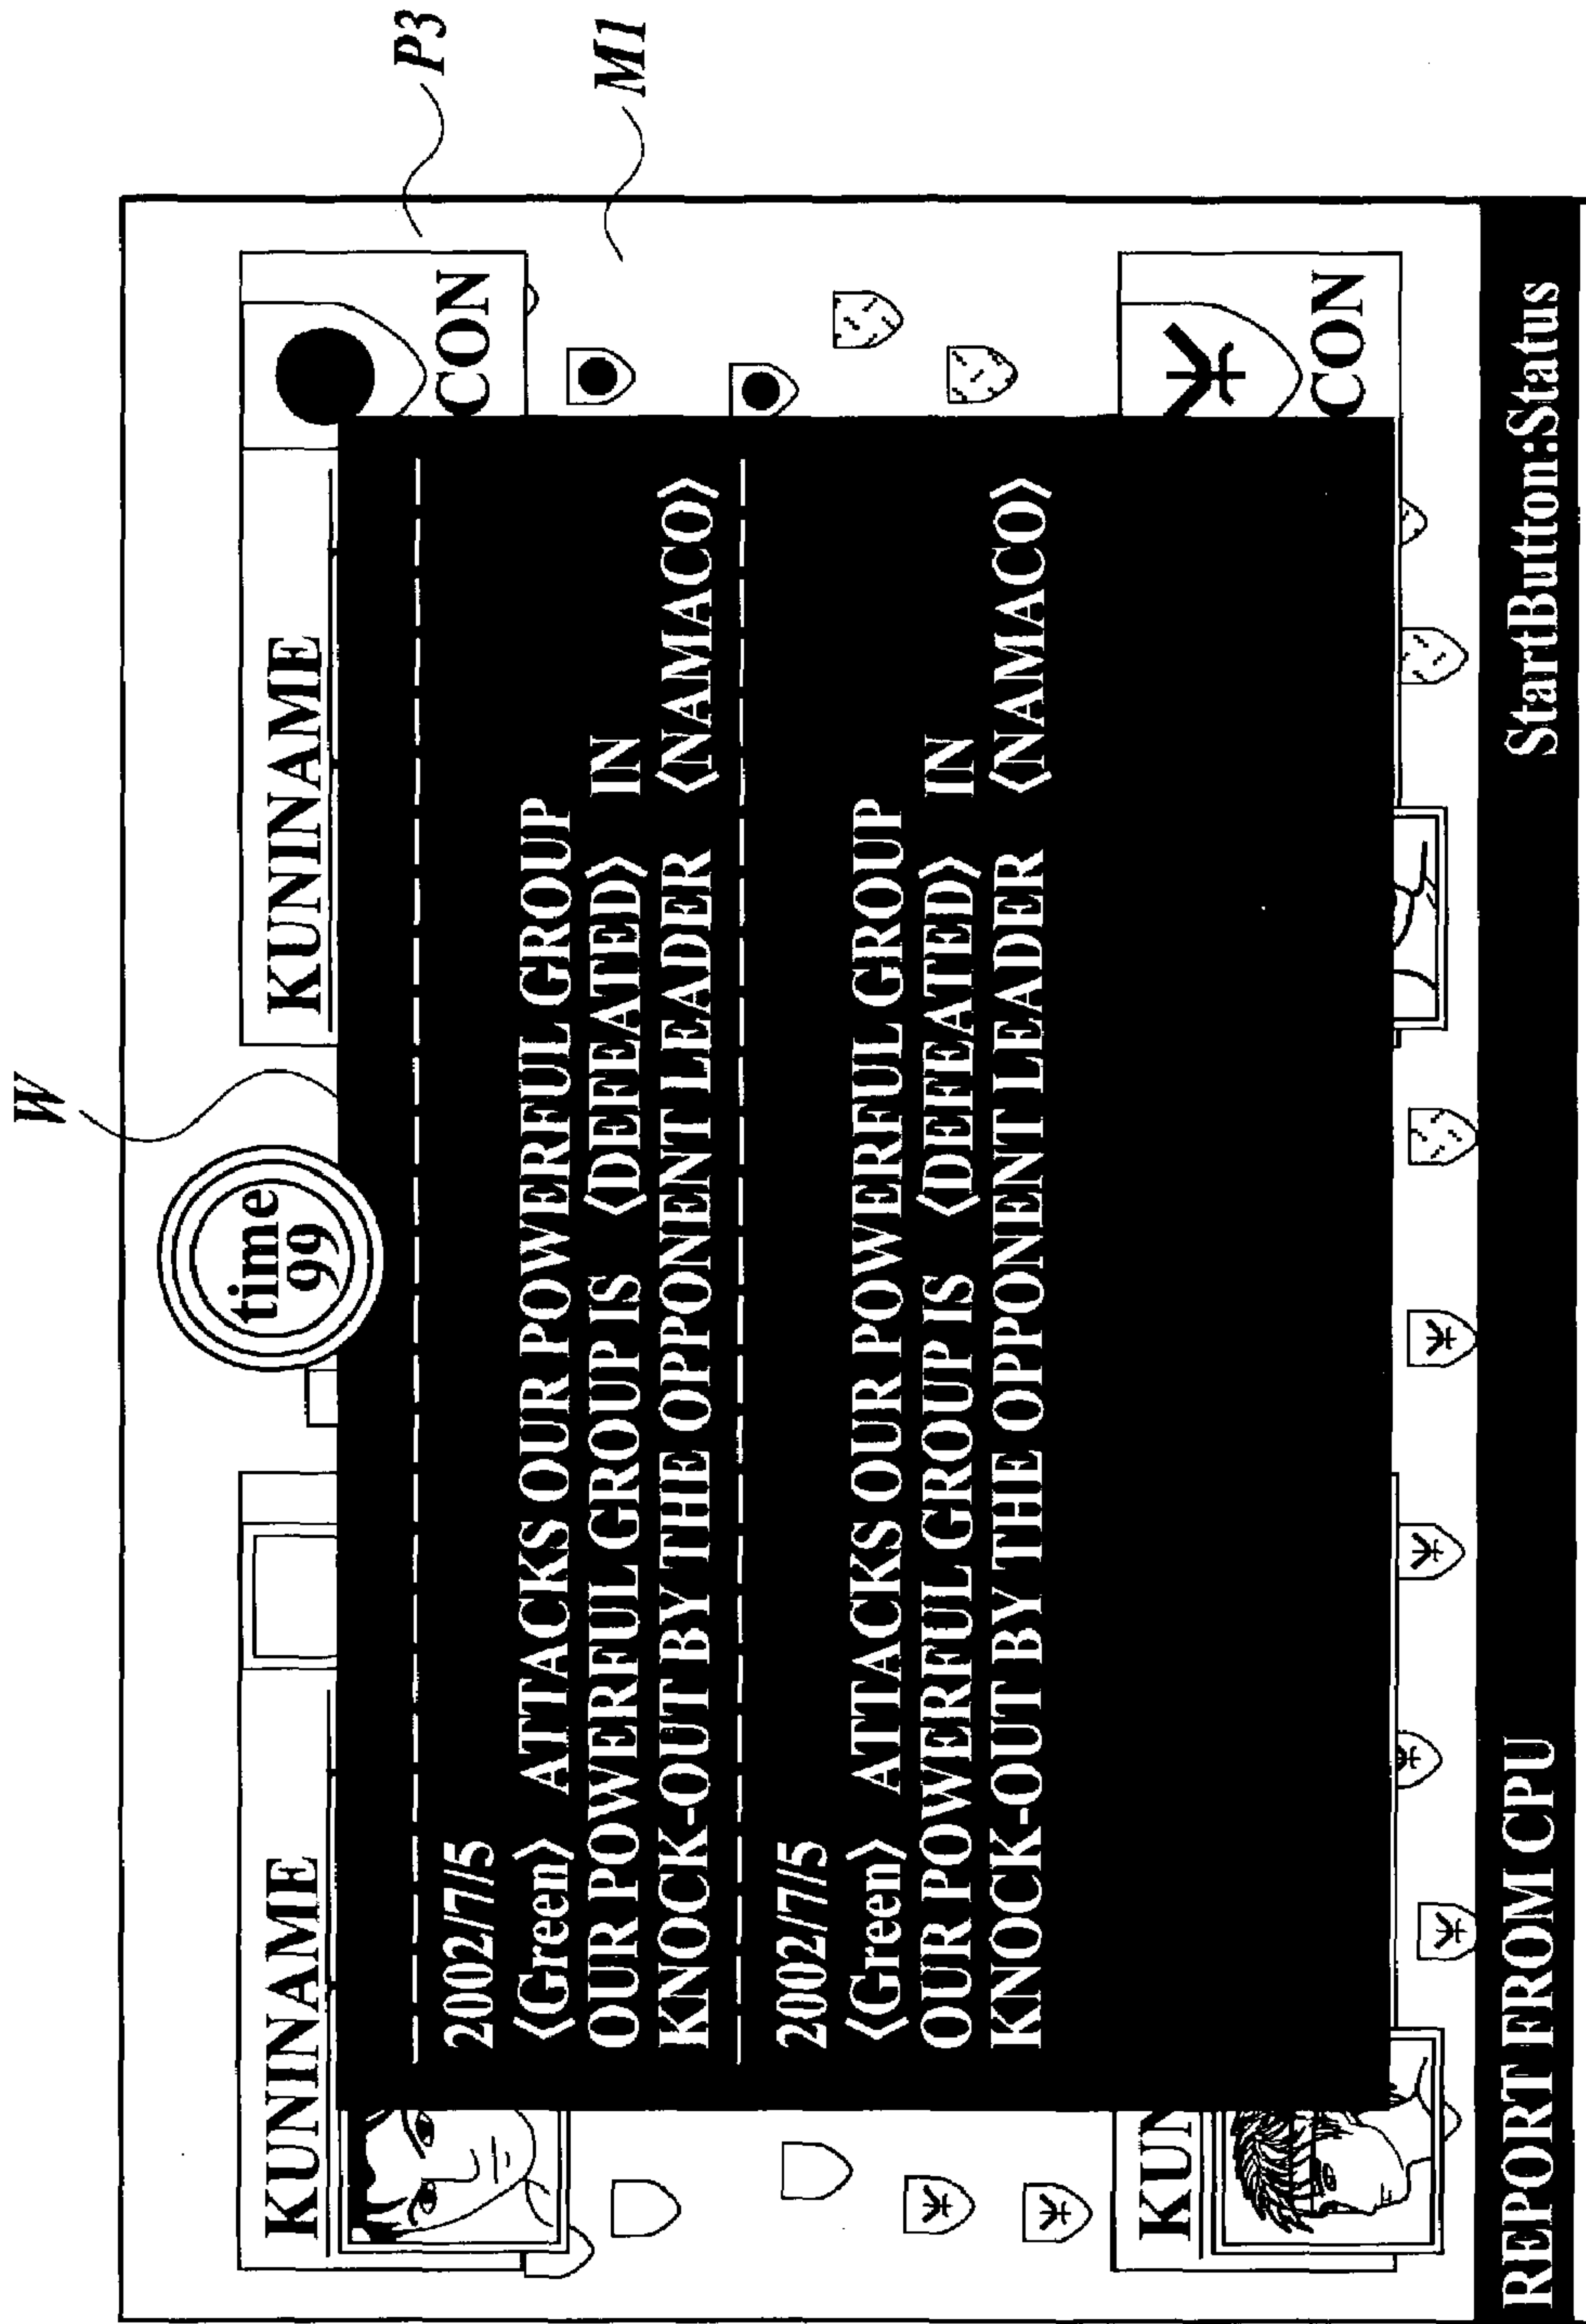 W
time
99
KUNINAME
KUNINAME
P3
CON
M1
2002/7/5
<Green> ATTACKS OUR POWERFUL GROUP
OUR POWERFUL GROUP IS <DEFEATED> IN
KNOCK-OUT BY THE OPPONENT LEADER <NAMACO>
2002/7/5
<Green> ATTACKS OUR POWERFUL GROUP
OUR POWERFUL GROUP IS <DEFEATED> IN
KNOCK-OUT BY THE OPPONENT LEADER <NAMACO>
KUN
CON
REPORT FROM CPU
StartButton:Status